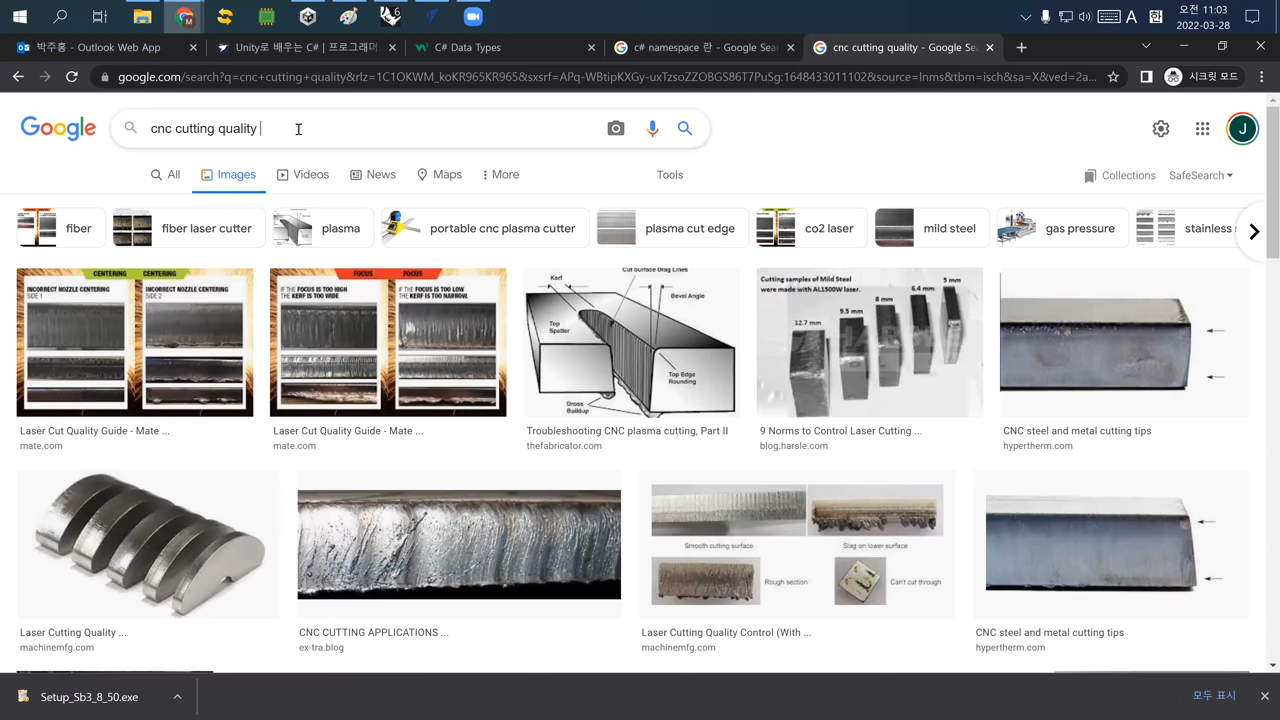 A
한
오전 11:03
2022-03-28
박주홍 - Outlook Web App
Unity로 배우는 C# | 프로그래머
C# Data Types
c# namespace 란 - Google Sea
cnc cutting quality - Google Sea
google.com/search?q=cnc+cutting+quality&rlz=1C1OKWM_koKR965KR965&sxsrf=APq-WBtipKXGy-uxTzsoZZOBGS86T7PuSg:1648433011102&source=lnms&tbm=isch&sa=X&ved=2a...
시크릿 모드
Google
cnc cutting quality
J
All
Images
Videos
News
Maps
More
Tools
Collections
SafeSearch
fiber
fiber laser cutter
plasma
portable cnc plasma cutter
plasma cut edge
co2 laser
mild steel
gas pressure
stainless s
CENTERING CENTERING
INCORRECT NOZZLE CENTERING
SIDE 1
INCORRECT NOZZLE CENTERING
SIDE 2
FOCUS FOCUS
IF THE FOCUS IS TOO HIGH
THE KERF IS TOO WIDE
IF THE FOCUS IS TOO LOW
THE KERF IS TOO NARROW.
Cut Surface Drag Lines
Kerf
Bevel Angle
Top
Spatter
Top Edge
Rounding
Dross
Buildup
Cutting samples of Mild Steel
were made with AL1500W laser.
12.7 mm
9.5 mm
8 mm
6.4 mm
5 mm
Laser Cut Quality Guide - Mate ...
mate.com
Laser Cut Quality Guide - Mate ...
mate.com
Troubleshooting CNC plasma cutting, Part II
thefabricator.com
9 Norms to Control Laser Cutting ...
blog.harsle.com
CNC steel and metal cutting tips
hypertherm.com
Smooth cutting surface
Slag on lower surface
Rough section
Can't cut through
Laser Cutting Quality ...
machinemfg.com
CNC CUTTING APPLICATIONS ...
ex-tra.blog
Laser Cutting Quality Control (With ...
machinemfg.com
CNC steel and metal cutting tips
hypertherm.com
Setup_Sb3_8_50.exe
모두 표시